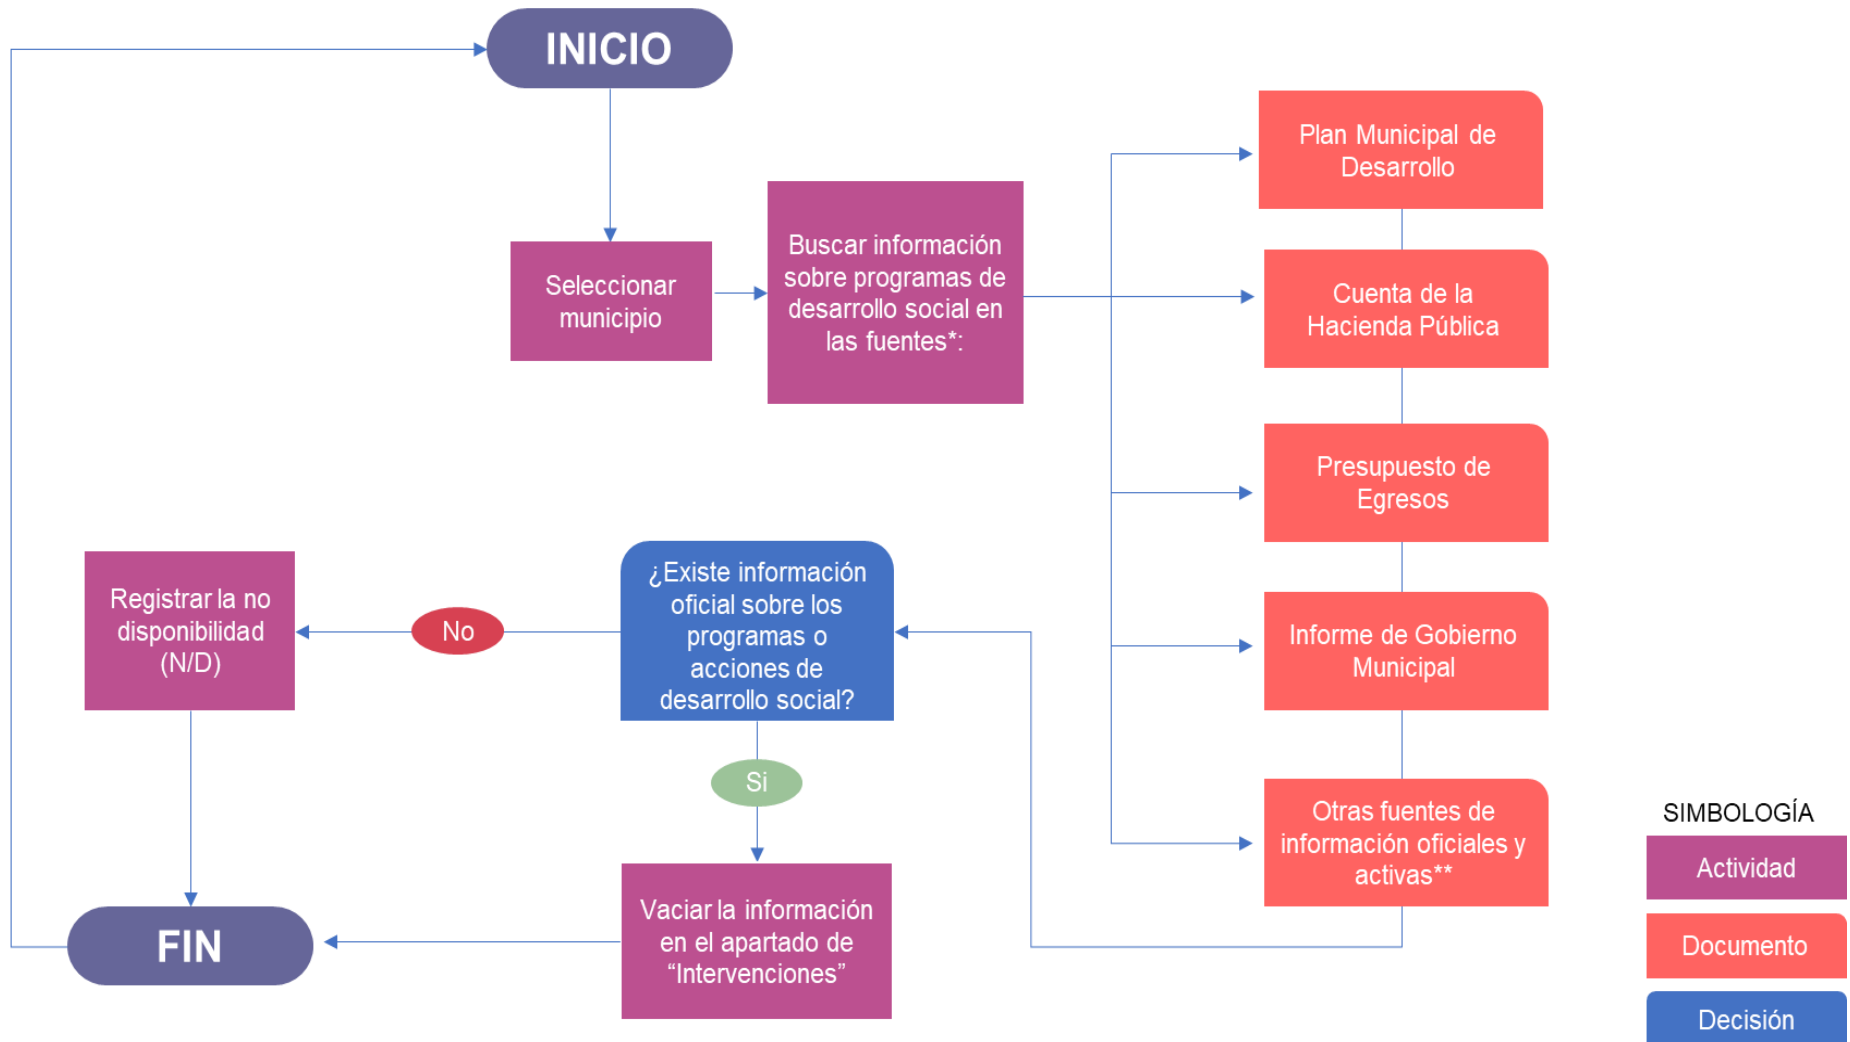 INICIO
Seleccionar
municipio
Buscar información
sobre programas de
desarrollo social en
las fuentes*:
Plan Municipal de
Desarrollo
Cuenta de la
Hacienda Pública
Presupuesto de
Egresos
Informe de Gobierno
Municipal
Otras fuentes de
información oficiales y
activas**
¿Existe información
oficial sobre los
programas o
acciones de
desarrollo social?
No
Registrar la no
disponibilidad
(N/D)
Si
Vaciar la información
en el apartado de
“Intervenciones”
FIN
SIMBOLOGÍA
Actividad
Documento
Decisión